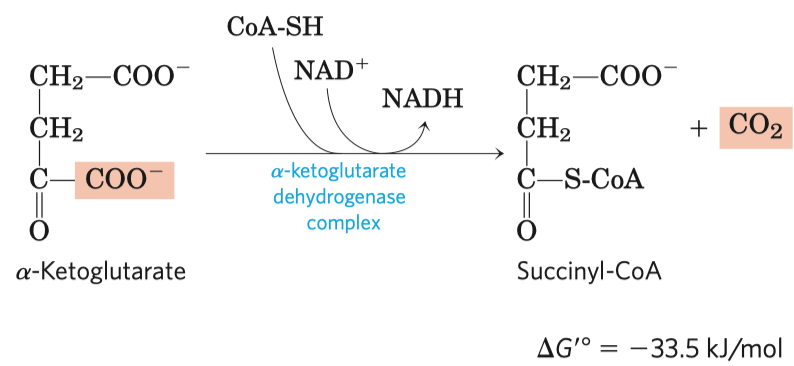 CoA-SH
NAD⁺
NADH
CH₂—COO⁻
CH₂
C—COO⁻
O
α-Ketoglutarate
α-ketoglutarate
dehydrogenase
complex
CH₂—COO⁻
CH₂
C—S-CoA
O
Succinyl-CoA
+ CO₂
ΔG′° = −33.5 kJ/mol